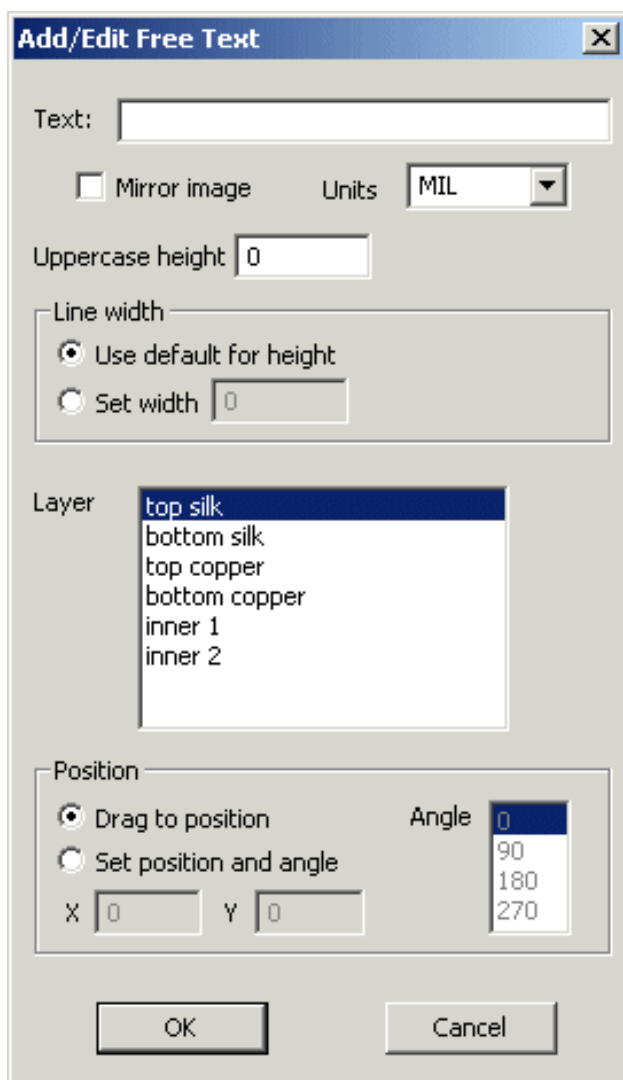 Add/Edit Free Text
Text:
Mirror image Units MIL
Uppercase height 0
Line width
Use default for height
Set width 0
Layer top silk
bottom silk
top copper
bottom copper
inner 1
inner 2
Position
Drag to position Angle 0
Set position and angle 90
180
X 0 Y 0 270
OK Cancel